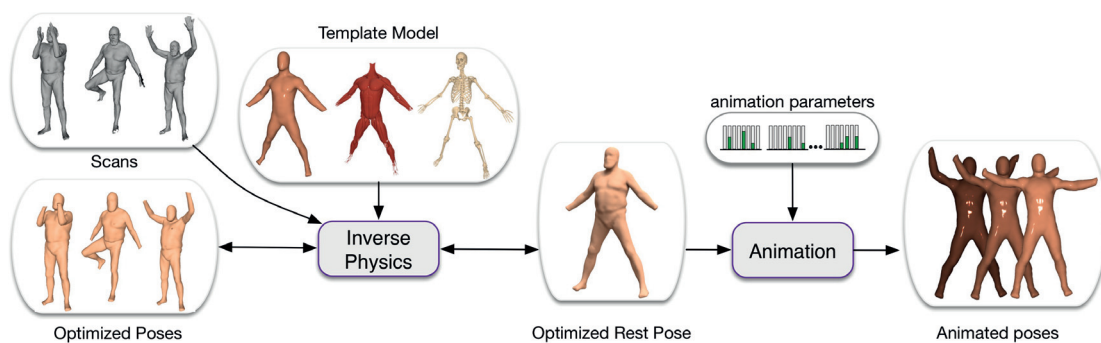 Template Model
Scans
animation parameters
Inverse
Physics
Animation
Optimized Poses
Optimized Rest Pose
Animated poses